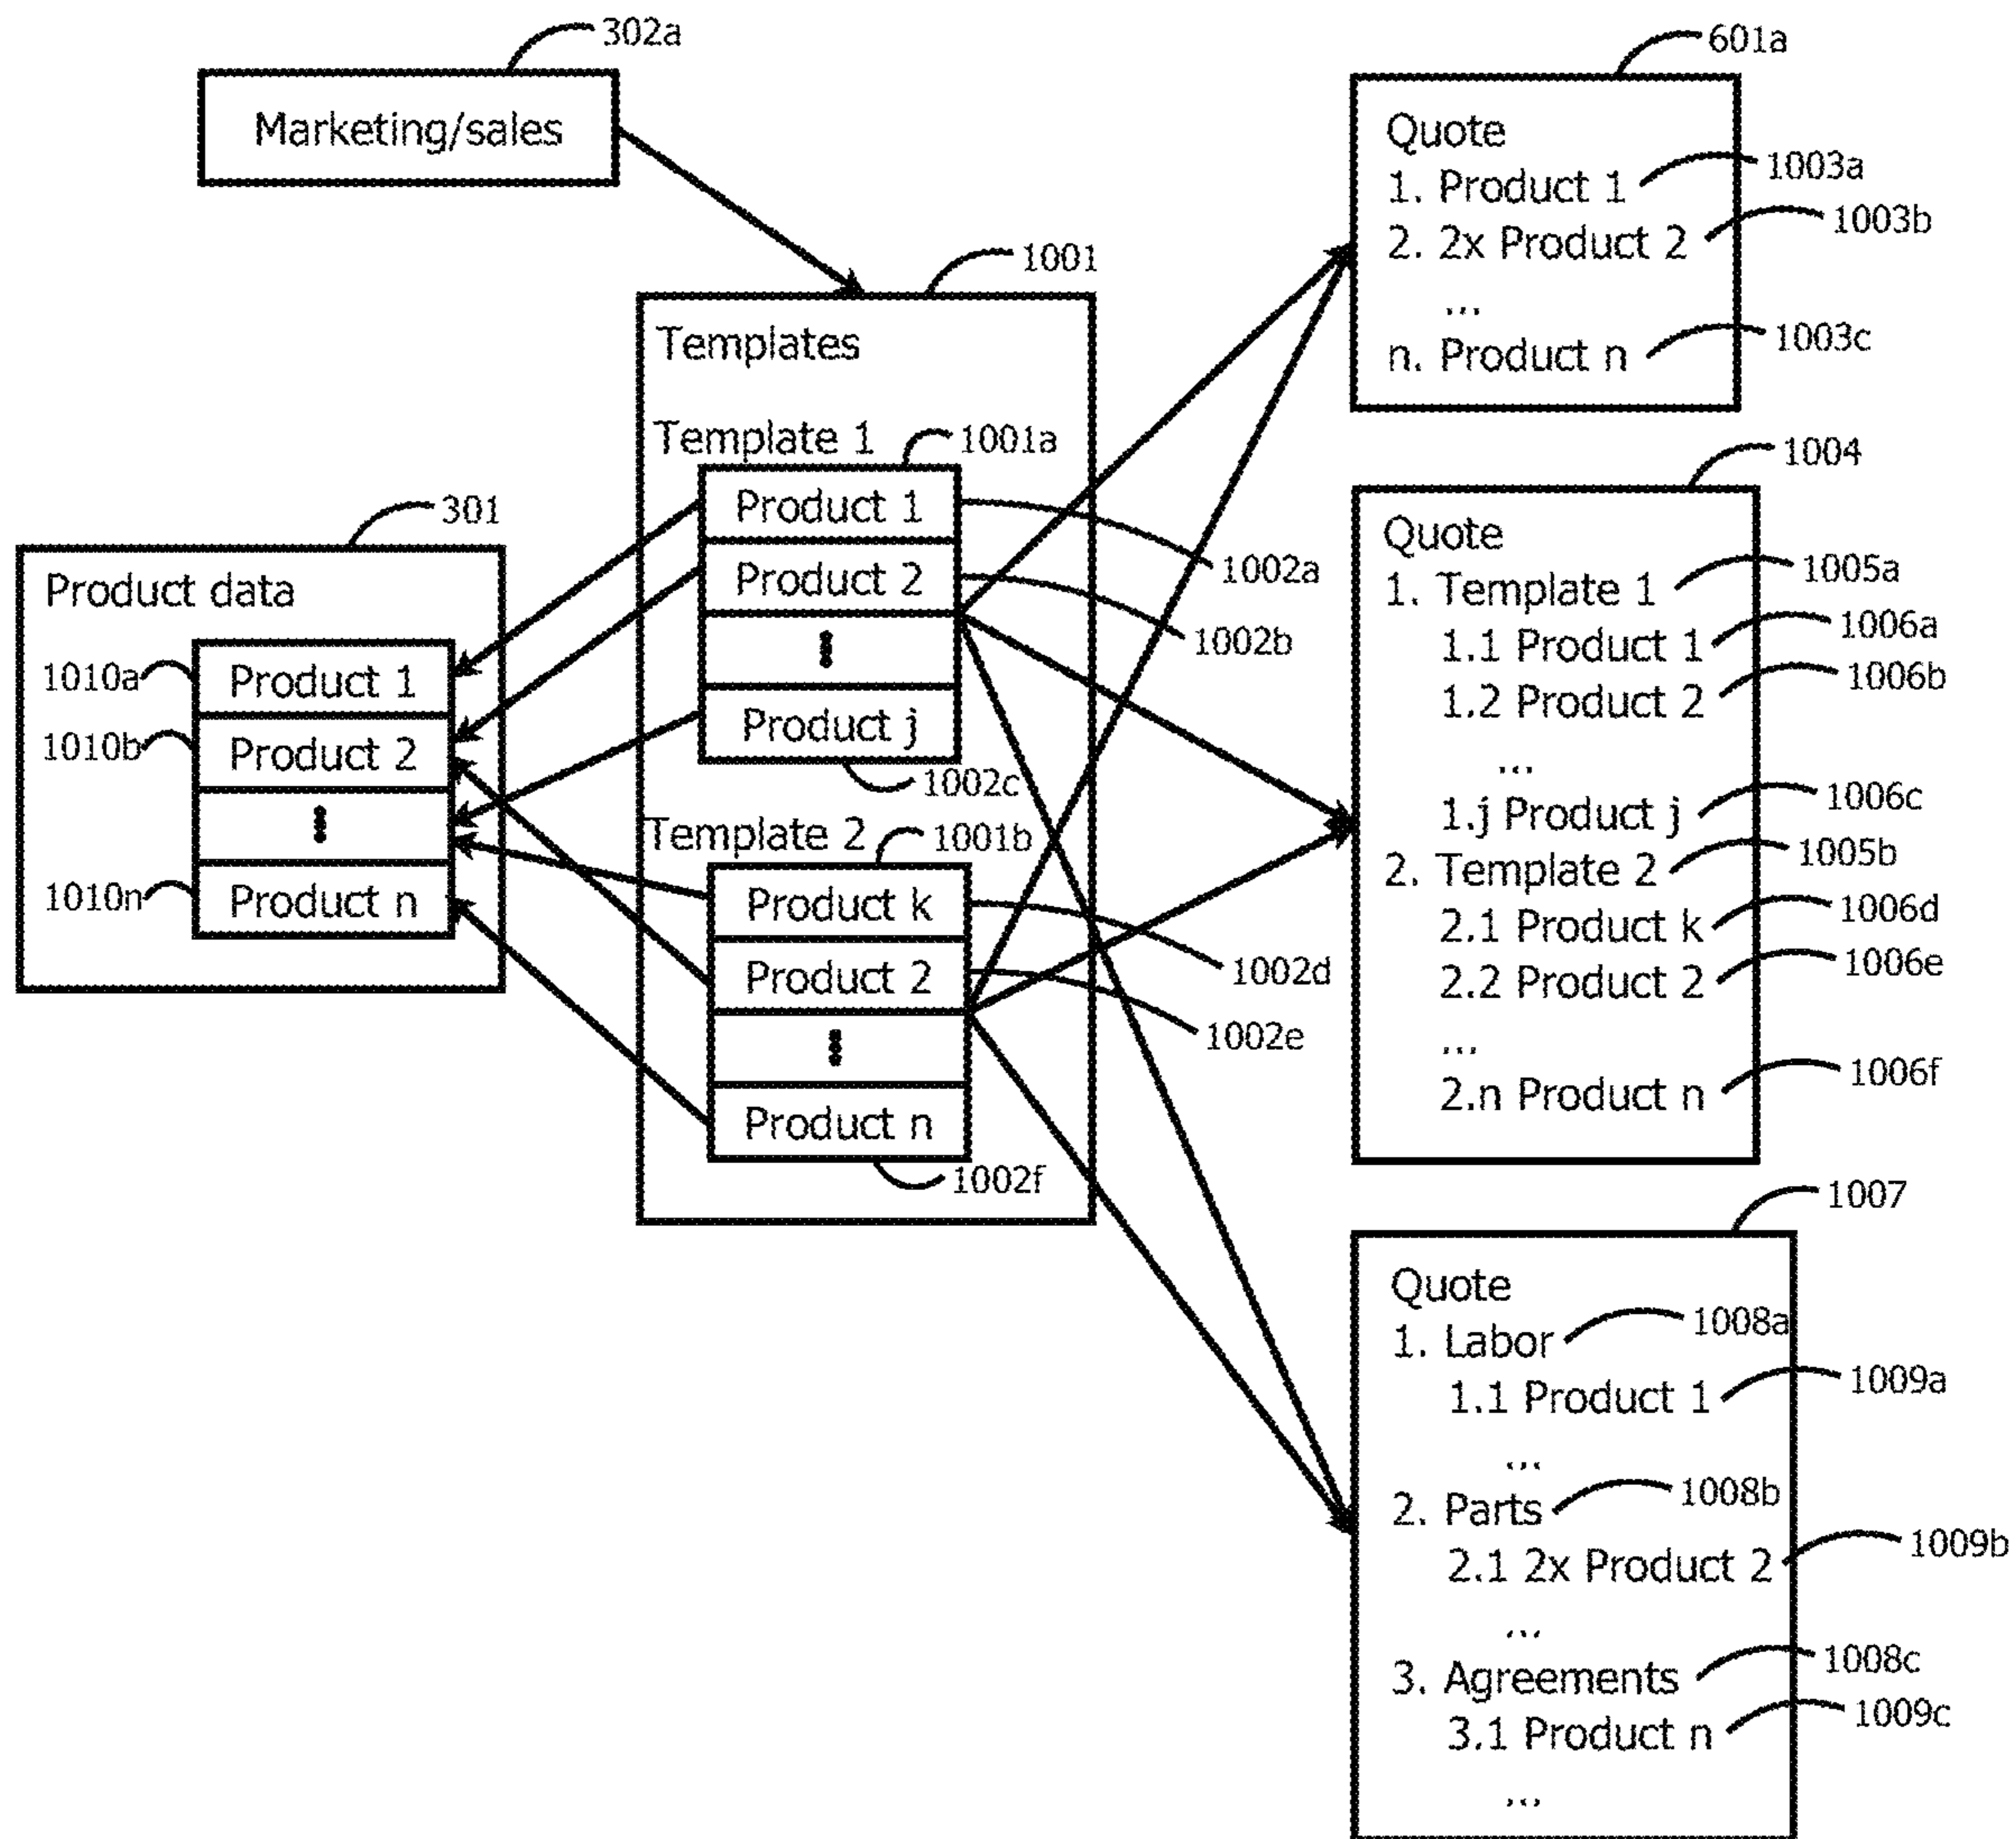 302a
Marketing/sales
601a
Quote
1. Product 1
1003a
2. 2x Product 2
1003b
...
n. Product n
1003c
1001
Templates
Template 1
1001a
Product 1
1002a
Product 2
1002b
Product j
1002c
Template 2
1001b
Product k
1002d
Product 2
1002e
Product n
1002f
301
Product data
1010a
Product 1
1010b
Product 2
1010n
Product n
1004
Quote
1. Template 1
1005a
1.1 Product 1
1006a
1.2 Product 2
1006b
...
1.j Product j
1006c
2. Template 2
1005b
2.1 Product k
1006d
2.2 Product 2
1006e
...
2.n Product n
1006f
1007
Quote
1. Labor
1008a
1.1 Product 1
1009a
...
2. Parts
1008b
2.1 2x Product 2
1009b
...
3. Agreements
1008c
3.1 Product n
1009c
...